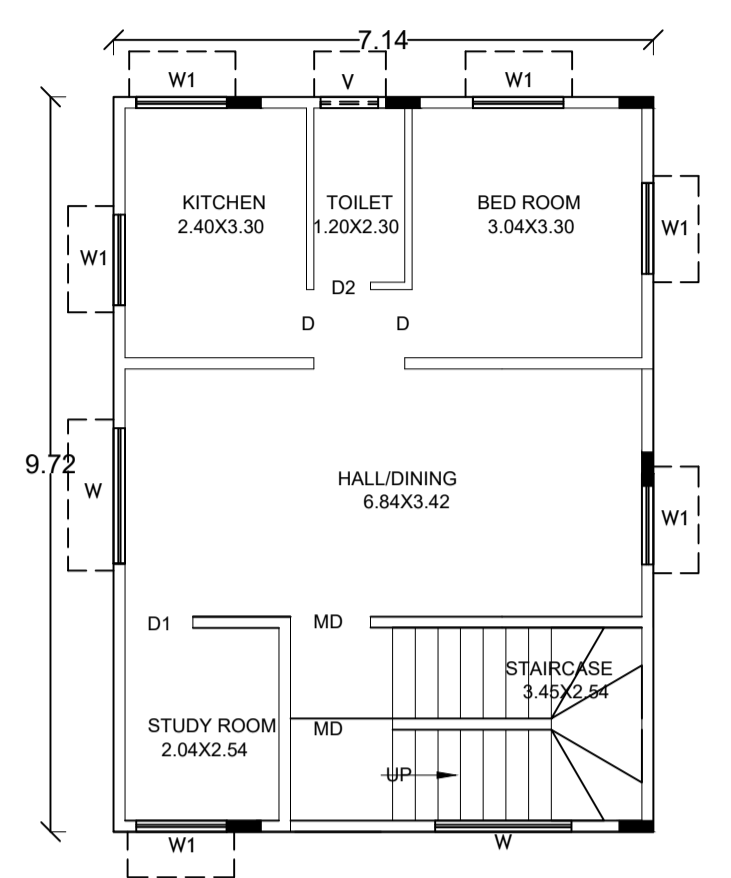 7.14
W1
V
W1
KITCHEN
2.40X3.30
TOILET
1.20X2.30
BED ROOM
3.04X3.30
W1
W1
D2
D
D
9.72
HALL/DINING
6.84X3.42
W
W1
D1
MD
STAIRCASE
3.45X2.54
STUDY ROOM
2.04X2.54
MD
UP
W1
W